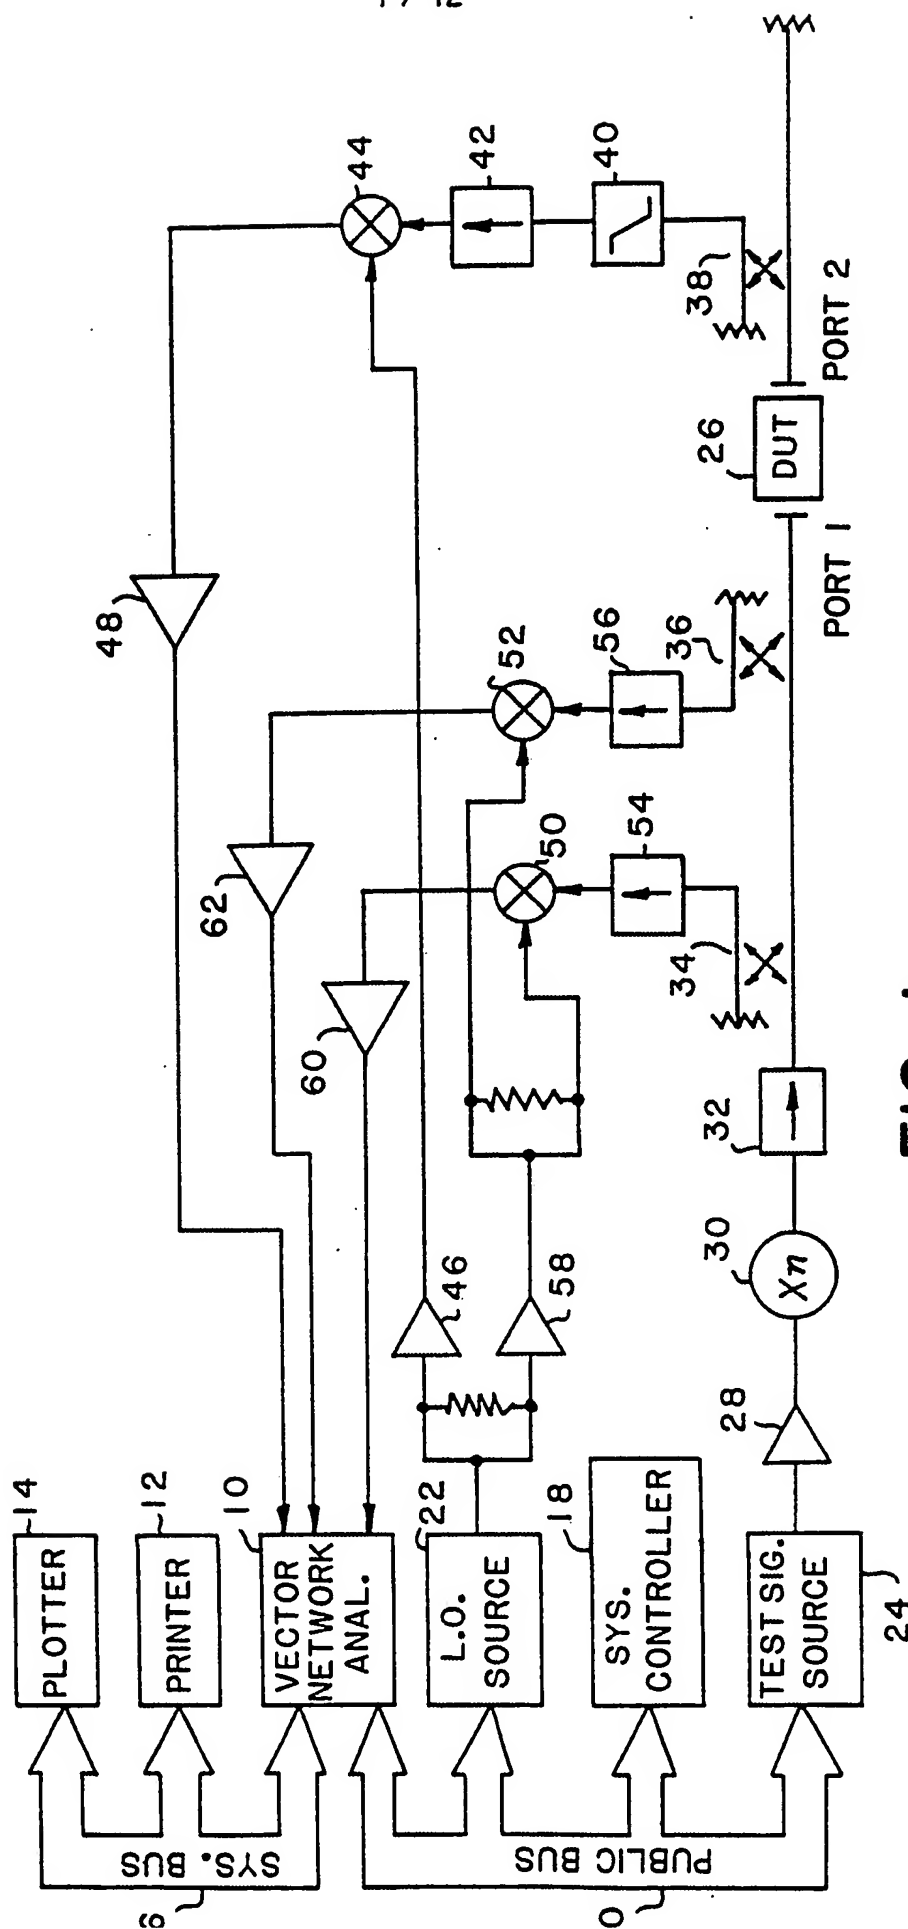 14
PLOTTER
12
PRINTER
10
VECTOR
NETWORK
ANAL.
22
L.O.
SOURCE
18
SYS.
CONTROLLER
TEST SIG.
SOURCE
24
SYS. BUS
PUBLIC BUS
0
28
30
Xn
32
46
58
60
62
48
34
54
50
36
56
52
PORT 1
26
DUT
PORT 2
38
40
42
44